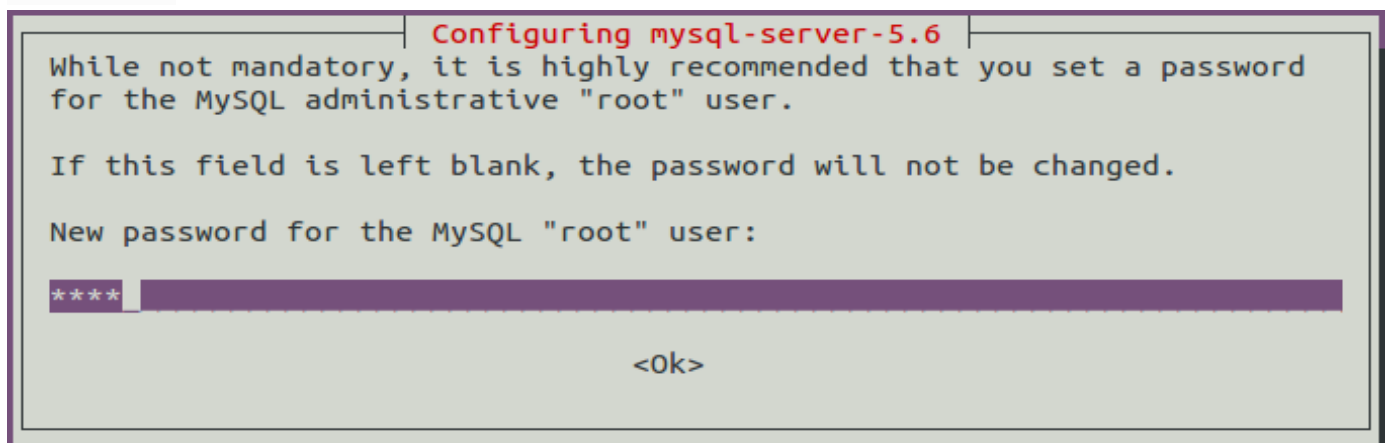 Configuring mysql-server-5.6
While not mandatory, it is highly recommended that you set a password
for the MySQL administrative "root" user.
If this field is left blank, the password will not be changed.
New password for the MySQL "root" user:
****
<Ok>